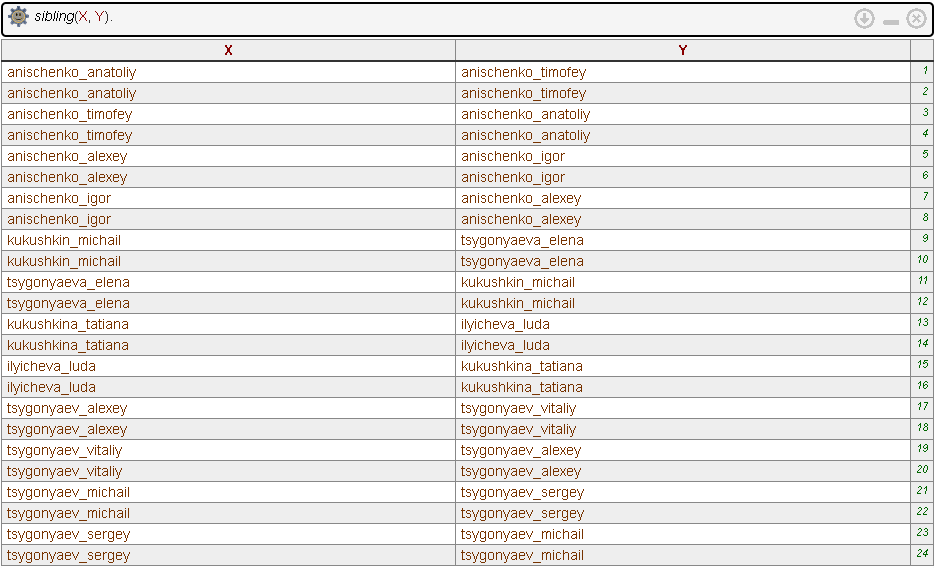 sibling(X, Y).
X Y
anischenko_anatoliy anischenko_timofey 1
anischenko_anatoliy anischenko_timofey 2
anischenko_timofey anischenko_anatoliy 3
anischenko_timofey anischenko_anatoliy 4
anischenko_alexey anischenko_igor 5
anischenko_alexey anischenko_igor 6
anischenko_igor anischenko_alexey 7
anischenko_igor anischenko_alexey 8
kukushkin_michail tsygonyaeva_elena 9
kukushkin_michail tsygonyaeva_elena 10
tsygonyaeva_elena kukushkin_michail 11
tsygonyaeva_elena kukushkin_michail 12
kukushkina_tatiana ilyicheva_luda 13
kukushkina_tatiana ilyicheva_luda 14
ilyicheva_luda kukushkina_tatiana 15
ilyicheva_luda kukushkina_tatiana 16
tsygonyaev_alexey tsygonyaev_vitaliy 17
tsygonyaev_alexey tsygonyaev_vitaliy 18
tsygonyaev_vitaliy tsygonyaev_alexey 19
tsygonyaev_vitaliy tsygonyaev_alexey 20
tsygonyaev_michail tsygonyaev_sergey 21
tsygonyaev_michail tsygonyaev_sergey 22
tsygonyaev_sergey tsygonyaev_michail 23
tsygonyaev_sergey tsygonyaev_michail 24